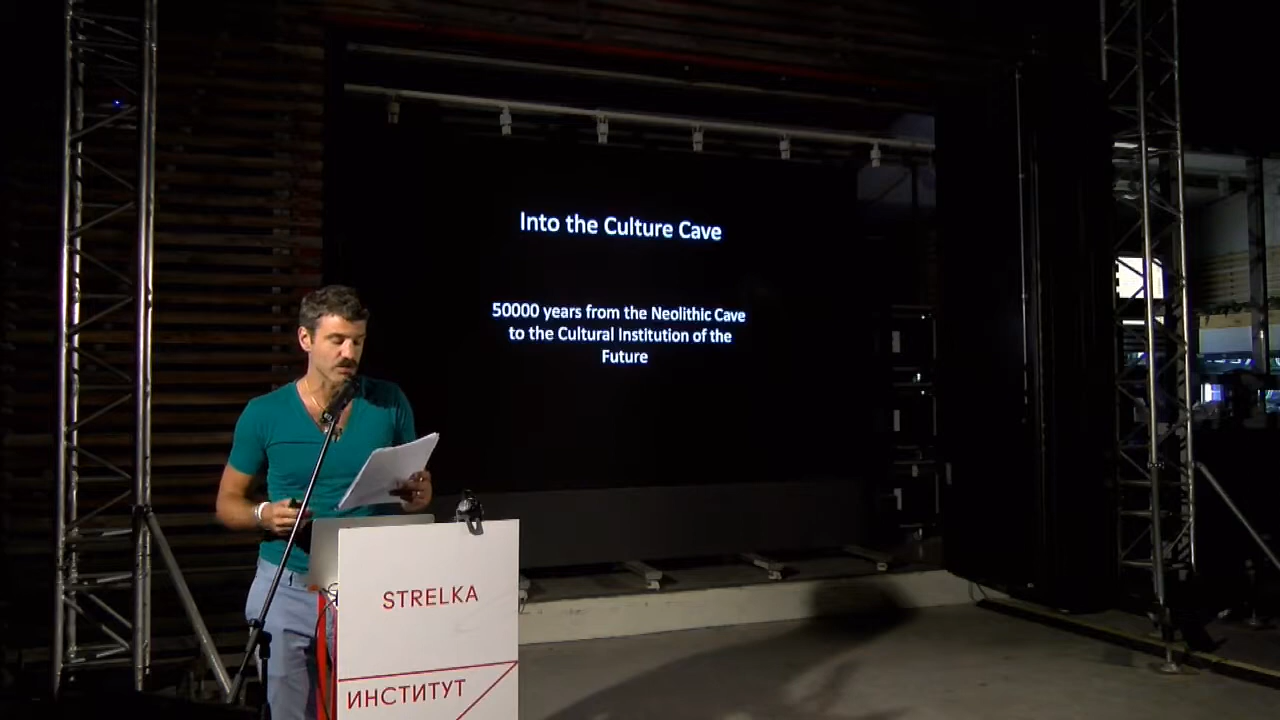 Into the Culture Cave
50000 years from the Neolithic Cave
to the Cultural Institution of the
Future
STRELKA
ИНСТИТУТ